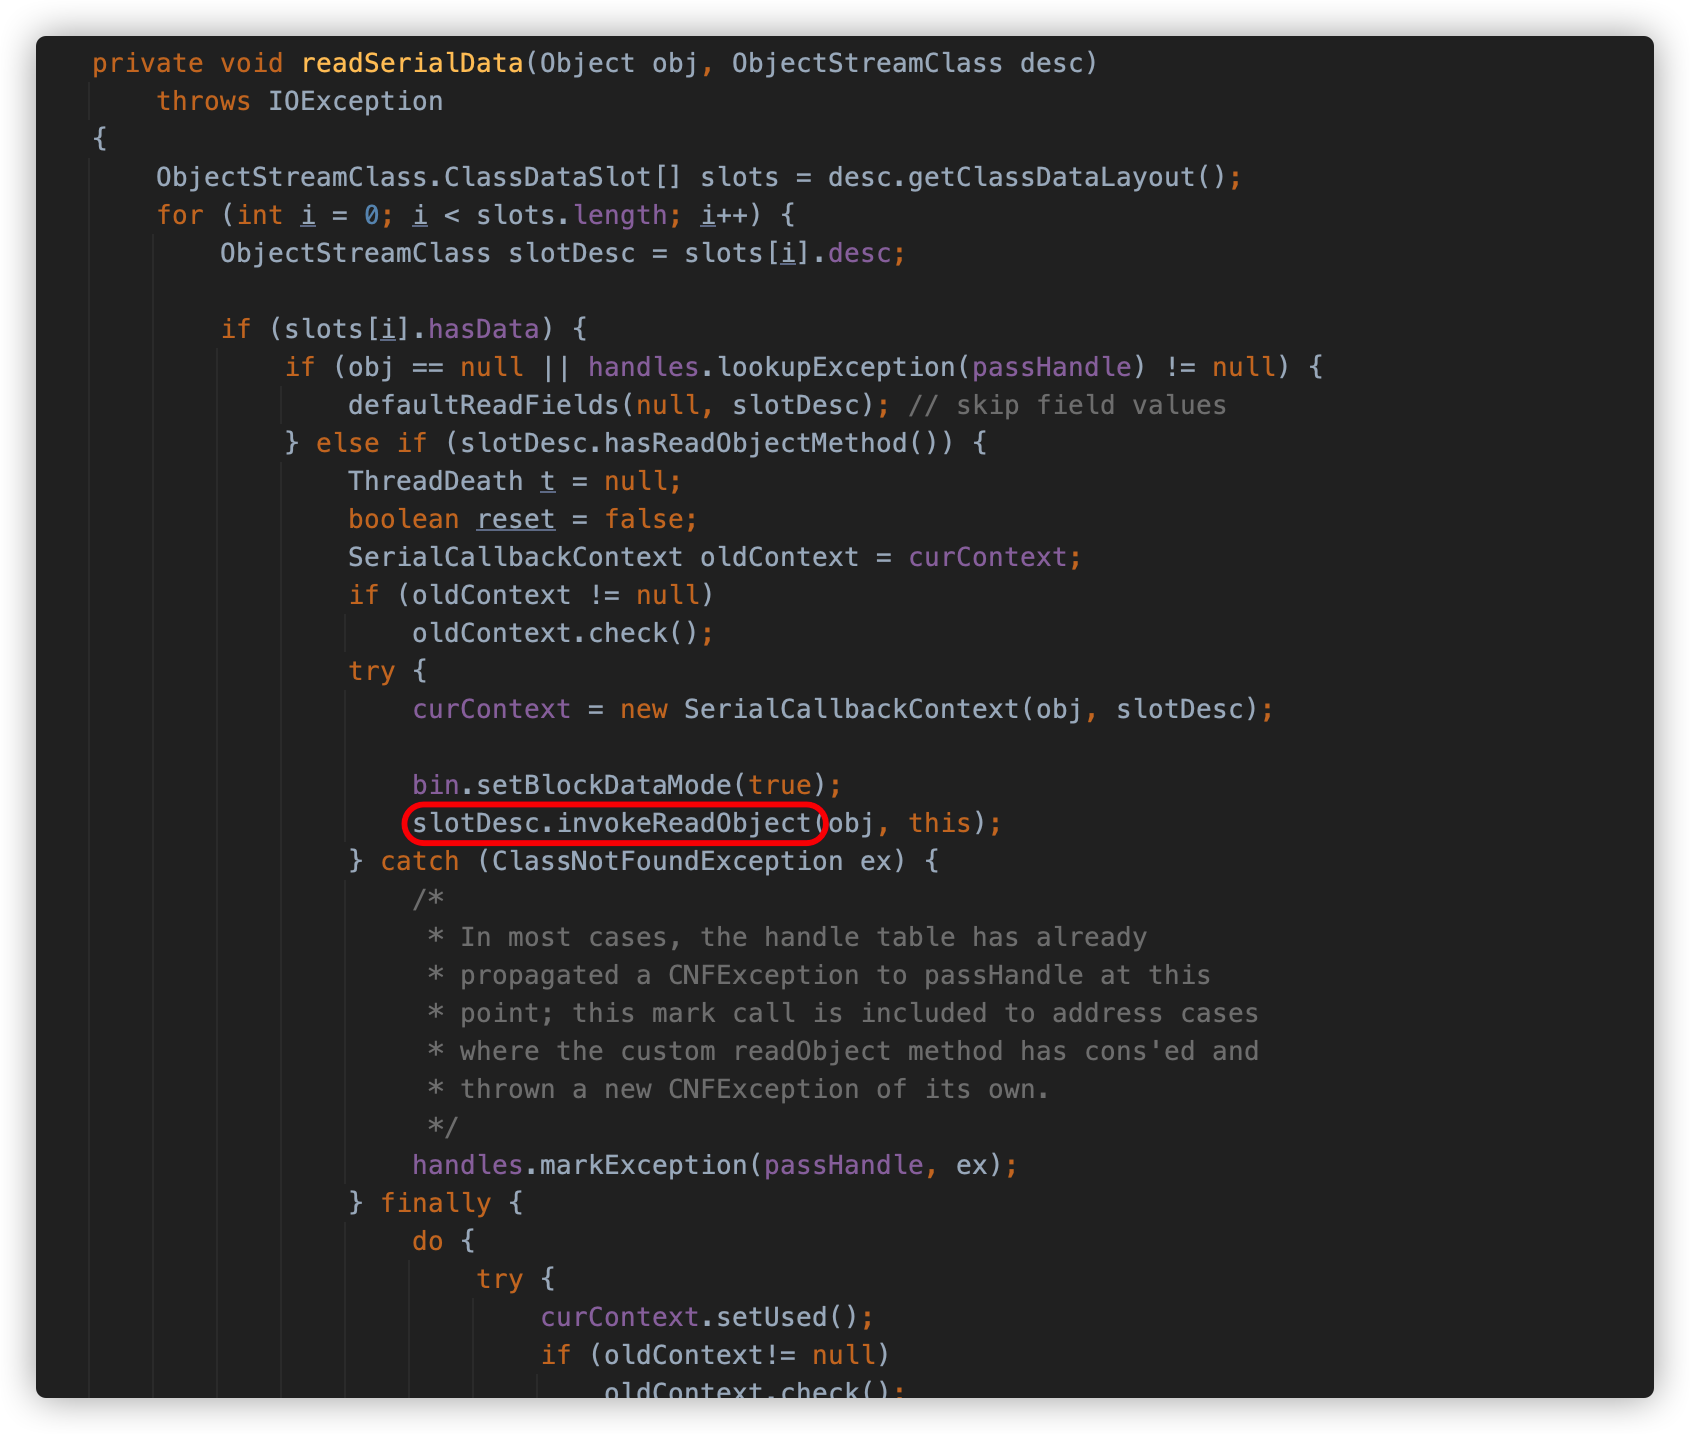 private void readSerialData(Object obj, ObjectStreamClass desc)
throws IOException
{
ObjectStreamClass.ClassDataSlot[] slots = desc.getClassDataLayout();
for (int i = 0; i < slots.length; i++) {
ObjectStreamClass slotDesc = slots[i].desc;
if (slots[i].hasData) {
if (obj == null || handles.lookupException(passHandle) != null) {
defaultReadFields(null, slotDesc); // skip field values
} else if (slotDesc.hasReadObjectMethod()) {
ThreadDeath t = null;
boolean reset = false;
SerialCallbackContext oldContext = curContext;
if (oldContext != null)
oldContext.check();
try {
curContext = new SerialCallbackContext(obj, slotDesc);
bin.setBlockDataMode(true);
slotDesc.invokeReadObject(obj, this);
} catch (ClassNotFoundException ex) {
/*
* In most cases, the handle table has already
* propagated a CNFException to passHandle at this
* point; this mark call is included to address cases
* where the custom readObject method has cons'ed and
* thrown a new CNFException of its own.
*/
handles.markException(passHandle, ex);
} finally {
do {
try {
curContext.setUsed();
if (oldContext!= null)
oldContext.check();